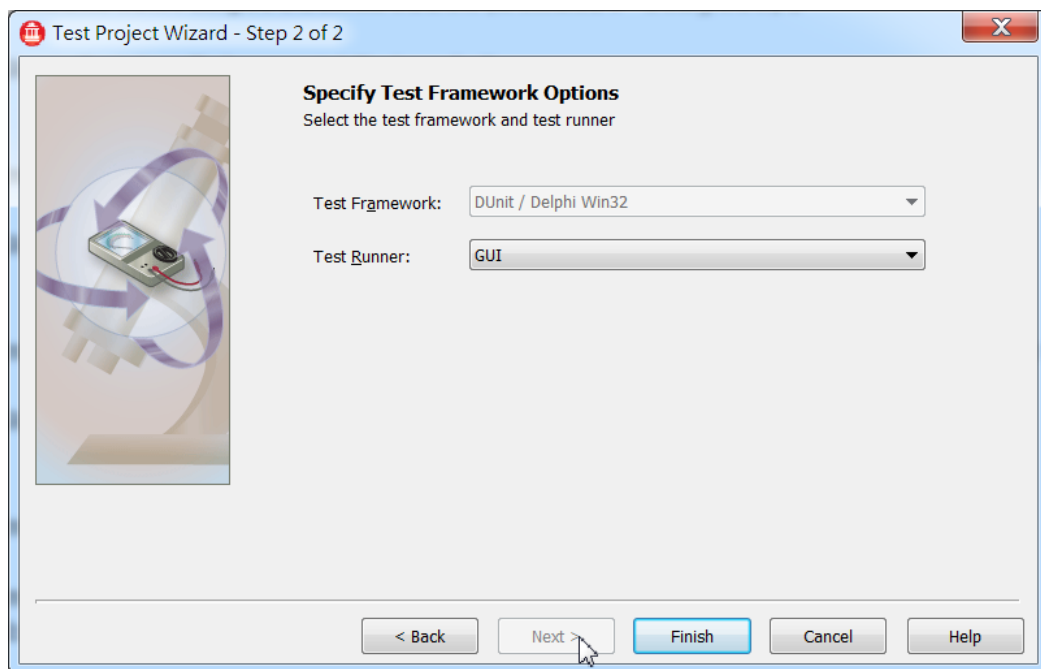 Test Project Wizard - Step 2 of 2
X
Specify Test Framework Options
Select the test framework and test runner
Test Framework: DUnit / Delphi Win32
Test Runner: GUI
< Back Next > Finish Cancel Help